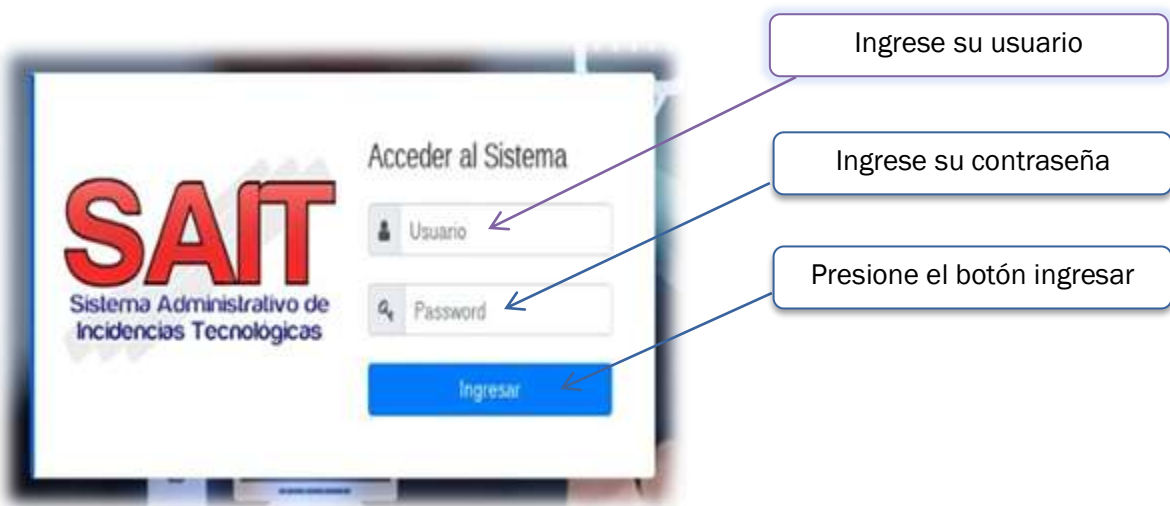 Ingrese su usuario
Acceder al Sistema
Ingrese su contraseña
SAIT
Usuario
Presione el botón ingresar
Sistema Administrativo de
Incidencias Tecnológicas
Password
Ingresar